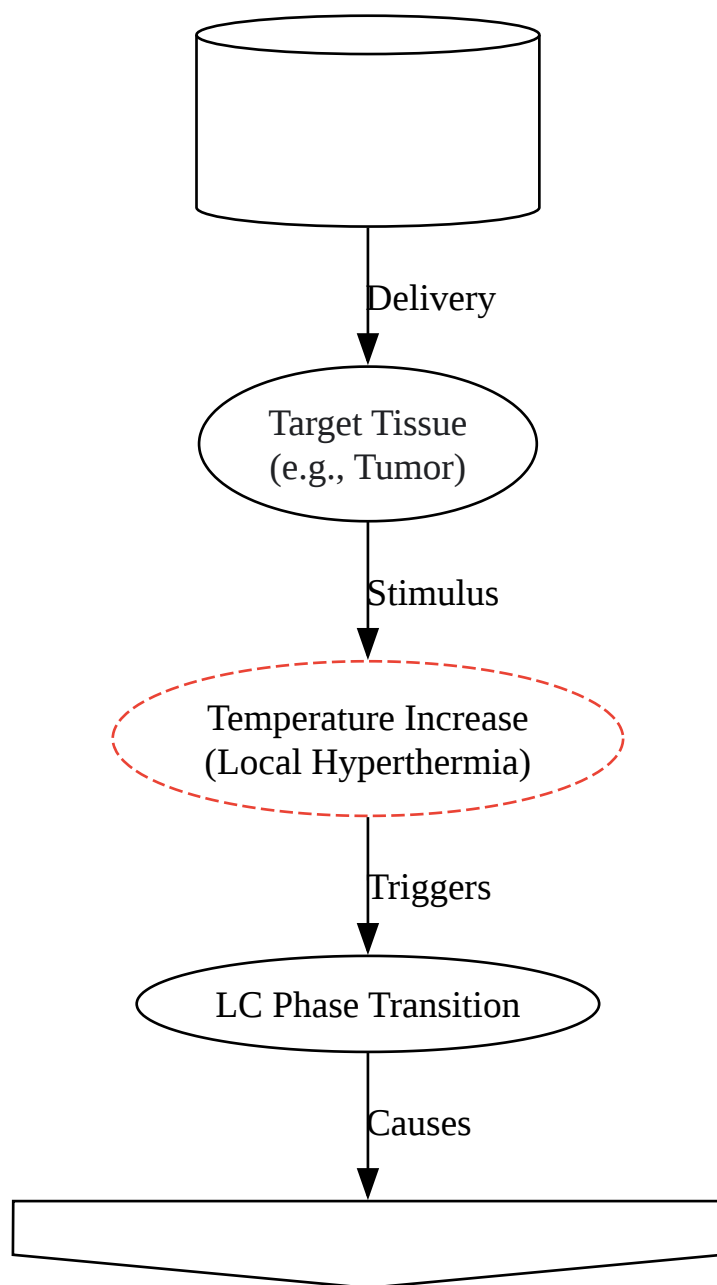 Delivery
Target Tissue
(e.g., Tumor)
Stimulus
Temperature Increase
(Local Hyperthermia)
Triggers
LC Phase Transition
Causes